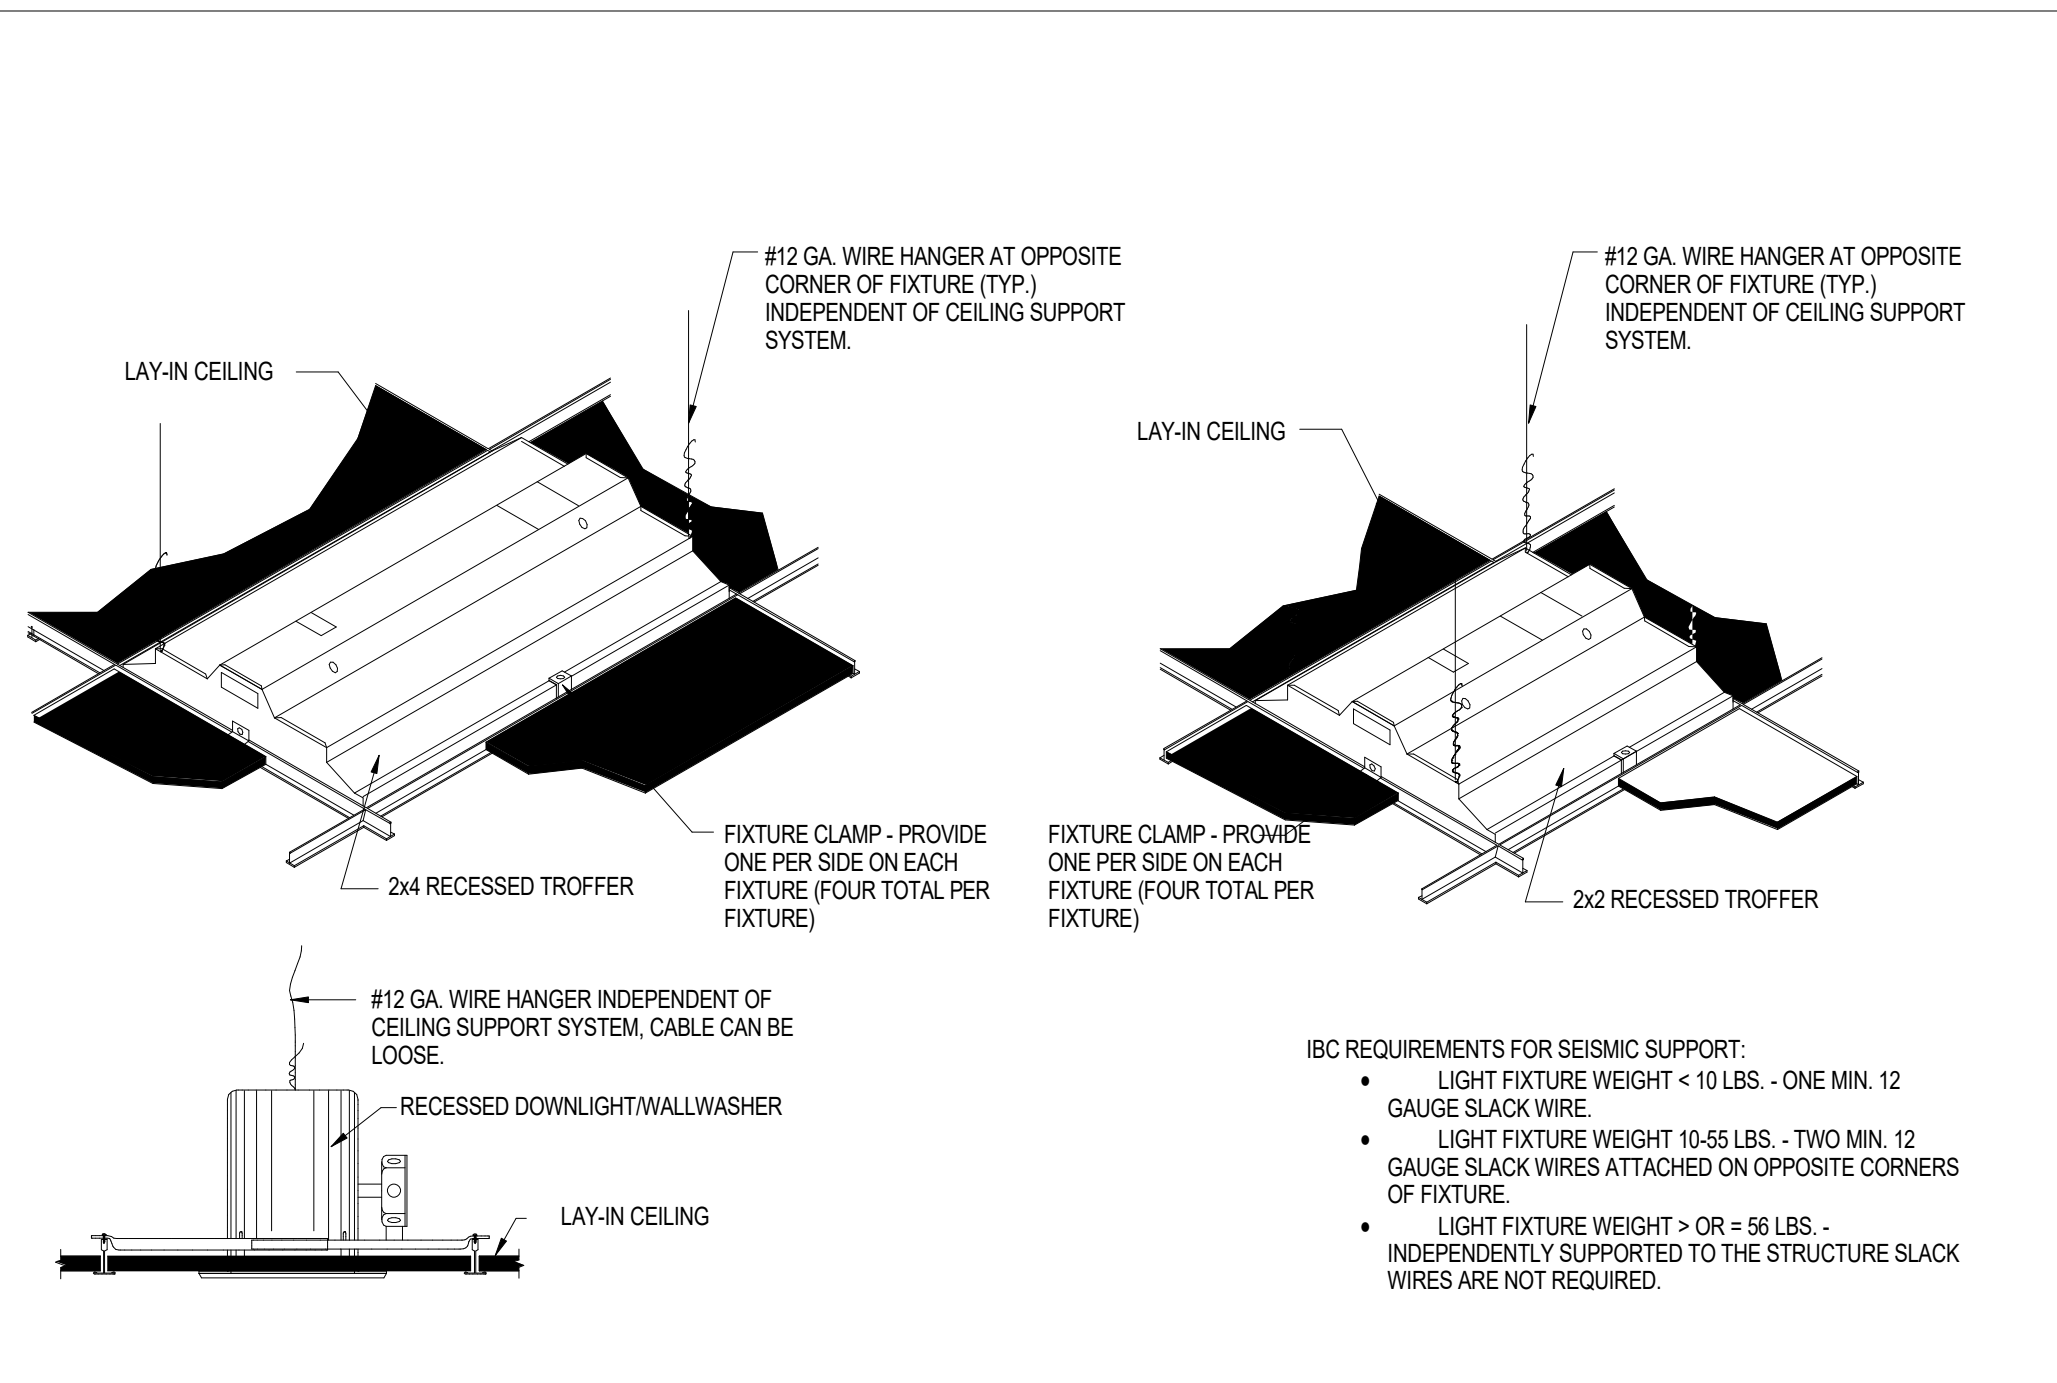 #12 GA. WIRE HANGER AT OPPOSITE
CORNER OF FIXTURE (TYP.)
INDEPENDENT OF CEILING SUPPORT
SYSTEM.
LAY-IN CEILING
FIXTURE CLAMP - PROVIDE
ONE PER SIDE ON EACH
FIXTURE (FOUR TOTAL PER
FIXTURE)
2x4 RECESSED TROFFER
#12 GA. WIRE HANGER AT OPPOSITE
CORNER OF FIXTURE (TYP.)
INDEPENDENT OF CEILING SUPPORT
SYSTEM.
LAY-IN CEILING
FIXTURE CLAMP - PROVIDE
ONE PER SIDE ON EACH
FIXTURE (FOUR TOTAL PER
FIXTURE)
2x2 RECESSED TROFFER
#12 GA. WIRE HANGER INDEPENDENT OF
CEILING SUPPORT SYSTEM, CABLE CAN BE
LOOSE.
RECESSED DOWNLIGHT/WALLWASHER
LAY-IN CEILING
IBC REQUIREMENTS FOR SEISMIC SUPPORT:
• LIGHT FIXTURE WEIGHT < 10 LBS. - ONE MIN. 12
GAUGE SLACK WIRE.
• LIGHT FIXTURE WEIGHT 10-55 LBS. - TWO MIN. 12
GAUGE SLACK WIRES ATTACHED ON OPPOSITE CORNERS
OF FIXTURE.
• LIGHT FIXTURE WEIGHT > OR = 56 LBS. -
INDEPENDENTLY SUPPORTED TO THE STRUCTURE SLACK
WIRES ARE NOT REQUIRED.